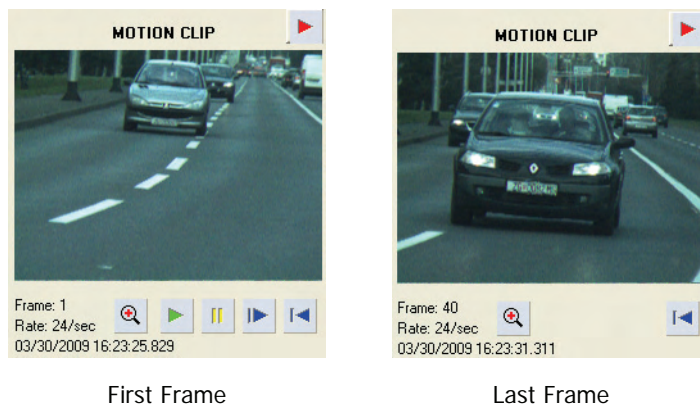 MOTION CLIP
Frame: 1
Rate: 24/sec
03/30/2009 16:23:25.829
First Frame
MOTION CLIP
Frame: 40
Rate: 24/sec
03/30/2009 16:23:31.311
Last Frame